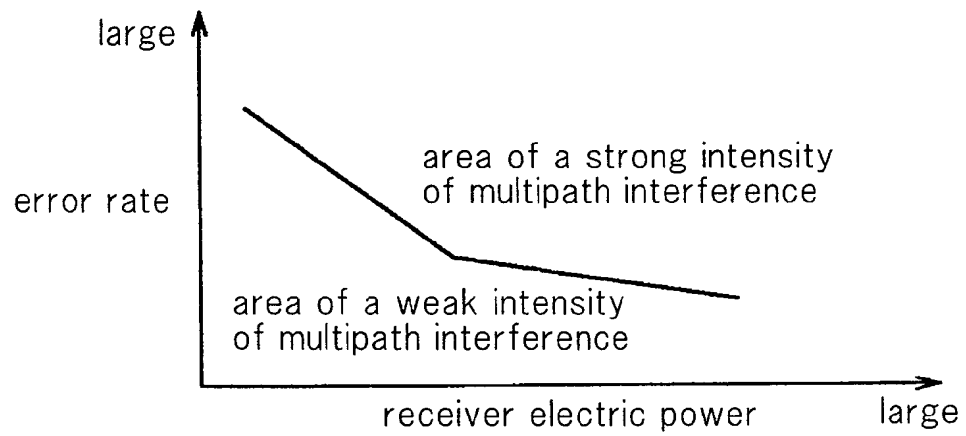 large
area of a strong intensity
of multipath interference
error rate
area of a weak intensity
of multipath interference
receiver electric power
large